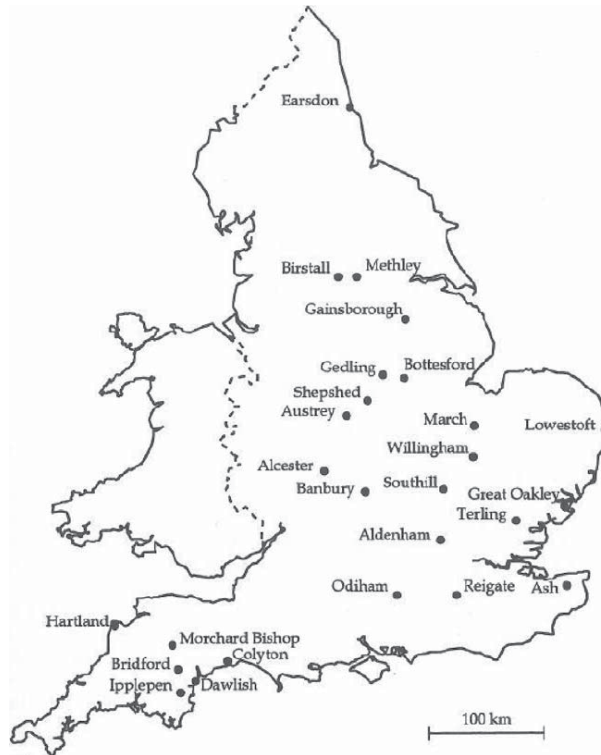 Earsdon
Birstall
Methley
Gainsborough
Gedling
Bottesford
Shepshed
Austrey
March
Lowestoft
Willingham
Alcester
Banbury
Southill
Great Oakley
Terling
Aldenham
Odiham
Reigate
Ash
Hartland
Morchard Bishop
Colyton
Bridford
Ipplepen
Dawlish
100 km